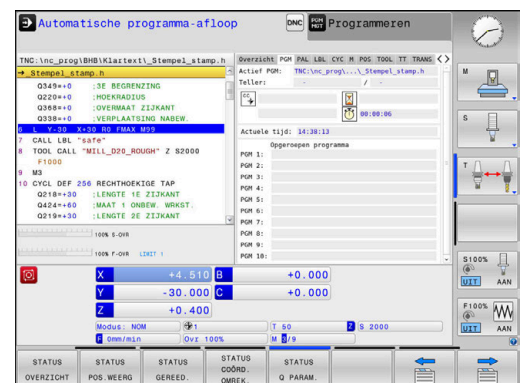 Automatische programma-afloop
DNC
PGM
MGT
Programmeren
TNC:\nc_prog\BHB\Klartext\_Stempel_stamp.h
→_Stempel_stamp.h
Q349=+0 ;3E BEGRENZING
Q220=+0 ;HOEKRADIUS
Q368=+0 ;OVERMAAT ZIJKANT
Q338=+0 ;VERPLAATSING NABEW.
6 L Y-30 X+30 R0 FMAX M99
7 CALL LBL "safe"
8 TOOL CALL "MILL_D20_ROUGH" Z S2000
F1000
9 M3
10 CYCL DEF 256 RECHTHOEKIGE TAP
Q218=+30 ;LENGTE 1E ZIJKANT
Q424=+60 ;MAAT 1 ONBEW. WRKST.
Q219=+30 ;LENGTE 2E ZIJKANT
100% S-OVR
100% F-OVR LIMIT 1
Overzicht PGM PAL LBL CYC M POS TOOL TT TRANS
Actief PGM: TNC:\nc_prog\...\_Stempel_stamp.h
Teller: - / -
CC
00:00:06
Actuele tijd: 14:38:13
Opgeroepen programma
PGM 1:
PGM 2:
PGM 3:
PGM 4:
PGM 5:
PGM 6:
PGM 7:
PGM 8:
PGM 9:
PGM 10:
X +4.510 B +0.000
Y -30.000 C +0.000
Z +0.400
Modus: NOM 1 T 50 Z S 2000
F 0mm/min Ovr 100% M 5/9
M
S
T
S100%
UIT AAN
F100%
UIT AAN
STATUS OVERZICHT
STATUS POS.WEERG
STATUS GEREED.
STATUS COÖRD. OMREK.
STATUS Q PARAM.